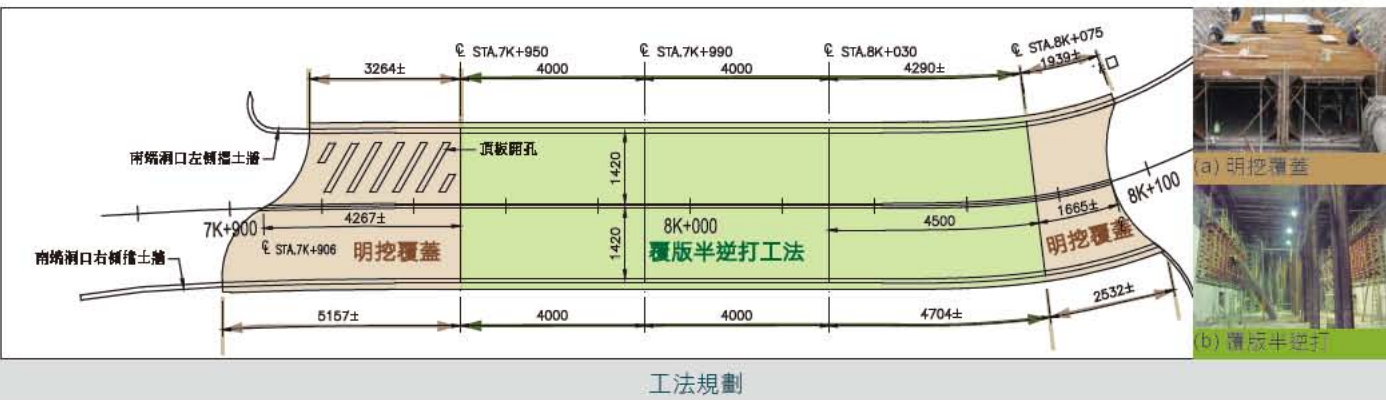 ℄ STA.7K+950
℄ STA.7K+990
℄ STA.8K+030
℄ STA.8K+075
3264±
4000
4000
4290±
1939±
南端洞口左側擋土牆
頂板開孔
1420
7K+900
4267±
8K+000
4500
1665±
8K+100
℄ STA.7K+906
明挖覆蓋
1420
覆版半逆打工法
明挖覆蓋
南端洞口右側擋土牆
5157±
4000
4000
4704±
2532±
(a) 明挖覆蓋
(b) 覆版半逆打
工法規劃